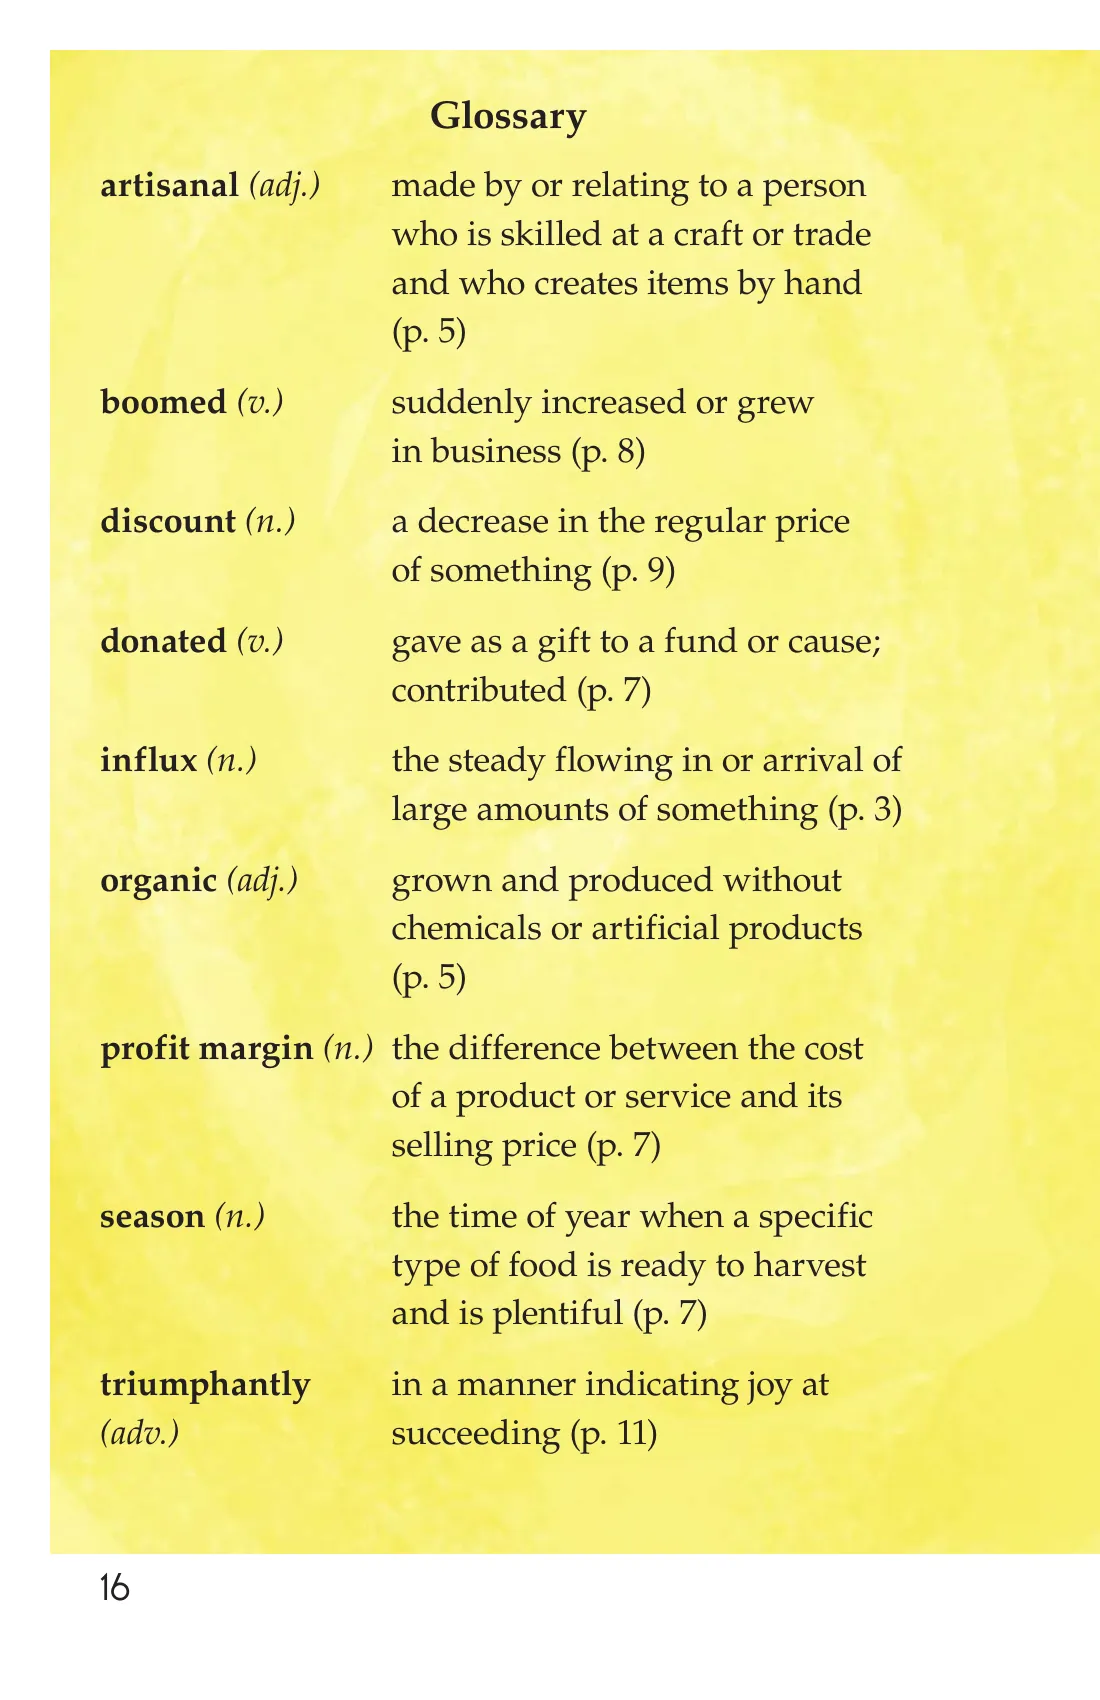 Glossary
artisanal (adj.) made by or relating to a person
who is skilled at a craft or trade
and who creates items by hand
(p. 5)
boomed (v.) suddenly increased or grew
in business (p. 8)
discount (n.) a decrease in the regular price
of something (p. 9)
donated (v.) gave as a gift to a fund or cause;
contributed (p. 7)
influx (n.) the steady flowing in or arrival of
large amounts of something (p. 3)
organic (adj.) grown and produced without
chemicals or artificial products
(p. 5)
profit margin (n.) the difference between the cost
of a product or service and its
selling price (p. 7)
season (n.) the time of year when a specific
type of food is ready to harvest
and is plentiful (p. 7)
triumphantly in a manner indicating joy at
(adv.) succeeding (p. 11)
16